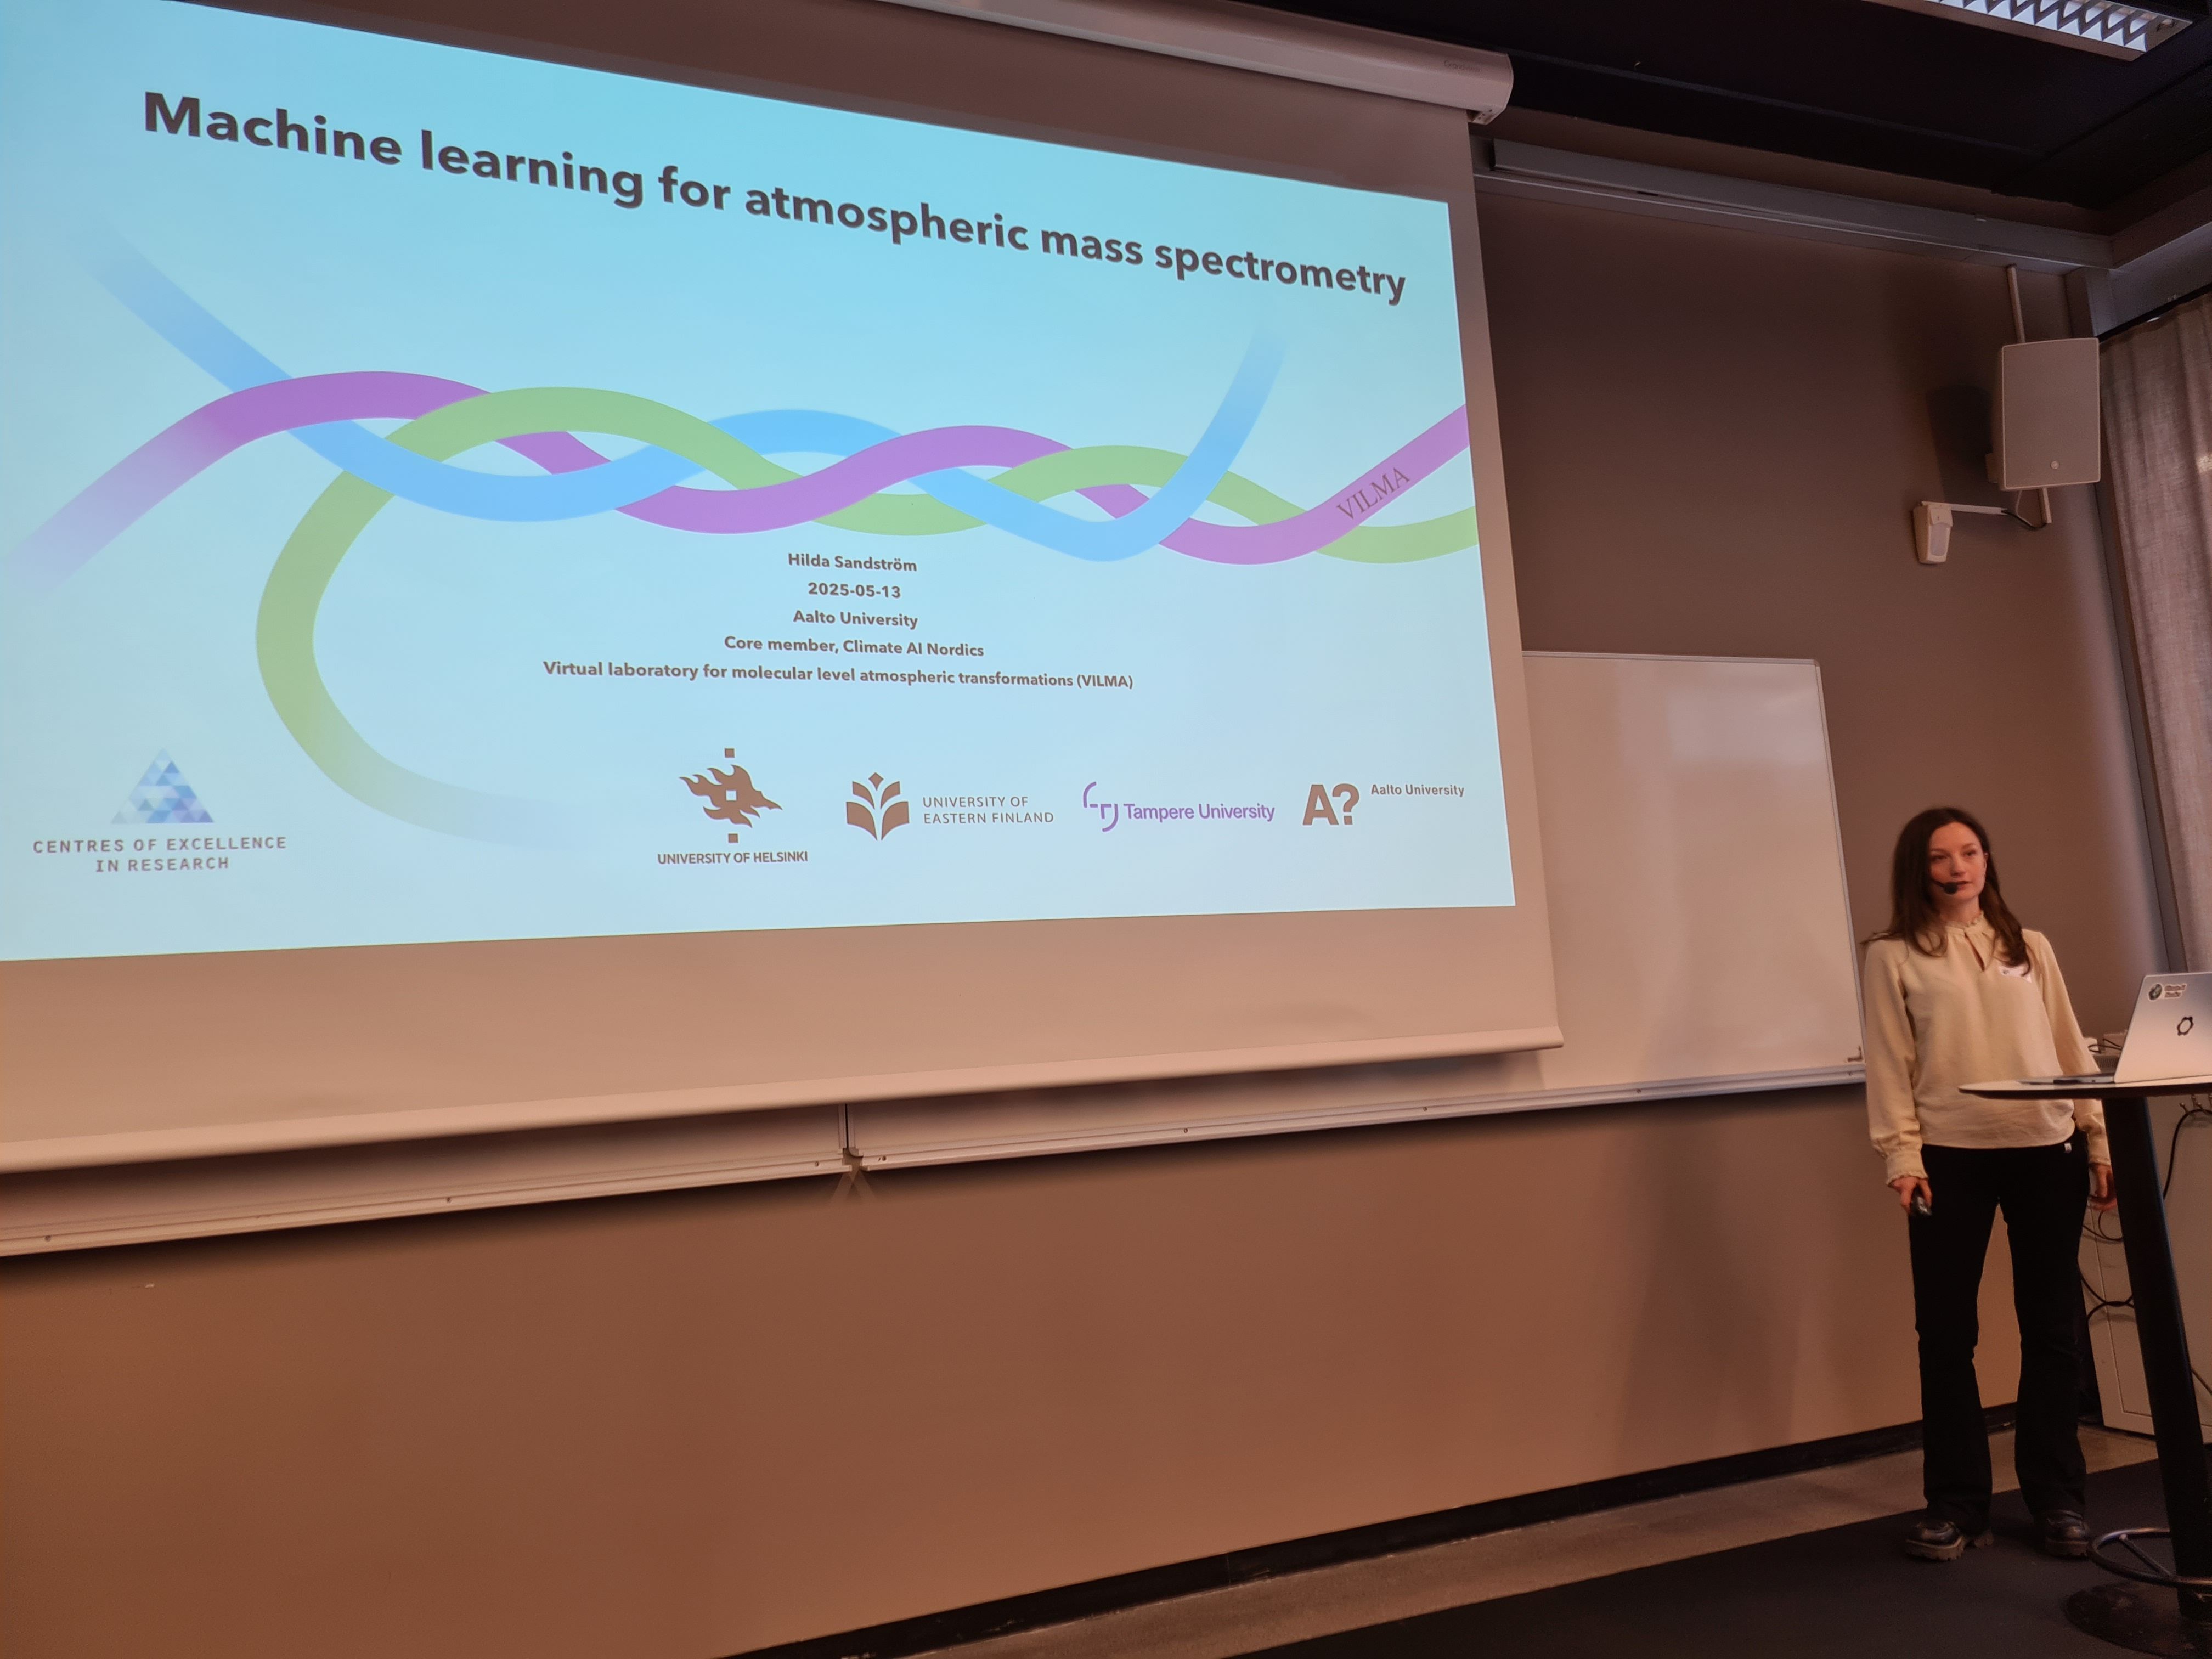 Machine learning for atmospheric mass spectrometry
VILMA
Hilda Sandström
2025-05-13
Aalto University
Core member, Climate AI Nordics
Virtual laboratory for molecular level atmospheric transformations (VILMA)
CENTRES OF EXCELLENCE
IN RESEARCH
UNIVERSITY OF HELSINKI
UNIVERSITY OF
EASTERN FINLAND
Tampere University
A?
Aalto University